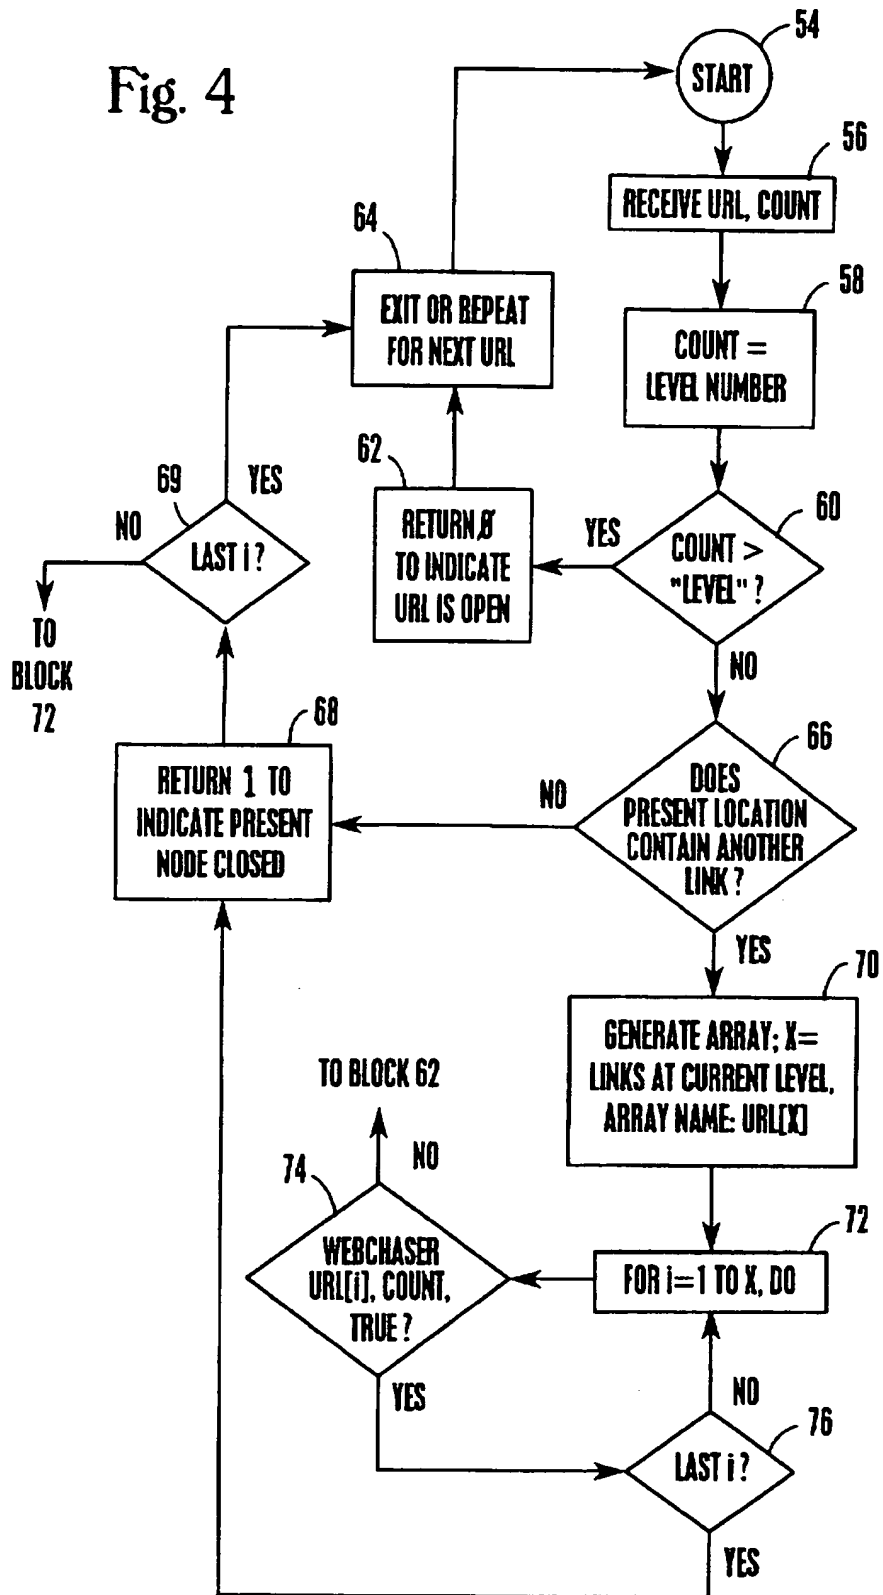 Fig. 4
54
START
56
RECEIVE URL, COUNT
64
EXIT OR REPEAT
FOR NEXT URL
58
COUNT =
LEVEL NUMBER
62
RETURN 0
TO INDICATE
URL IS OPEN
YES
60
COUNT >
"LEVEL" ?
69
YES
NO
LAST i ?
TO
BLOCK
72
NO
68
RETURN 1 TO
INDICATE PRESENT
NODE CLOSED
NO
66
DOES
PRESENT LOCATION
CONTAIN ANOTHER
LINK ?
YES
70
GENERATE ARRAY; X=
LINKS AT CURRENT LEVEL,
ARRAY NAME: URL[X]
TO BLOCK 62
NO
74
WEBCHASER
URL[i], COUNT,
TRUE ?
72
FOR i=1 TO X, DO
YES
NO
76
LAST i ?
YES